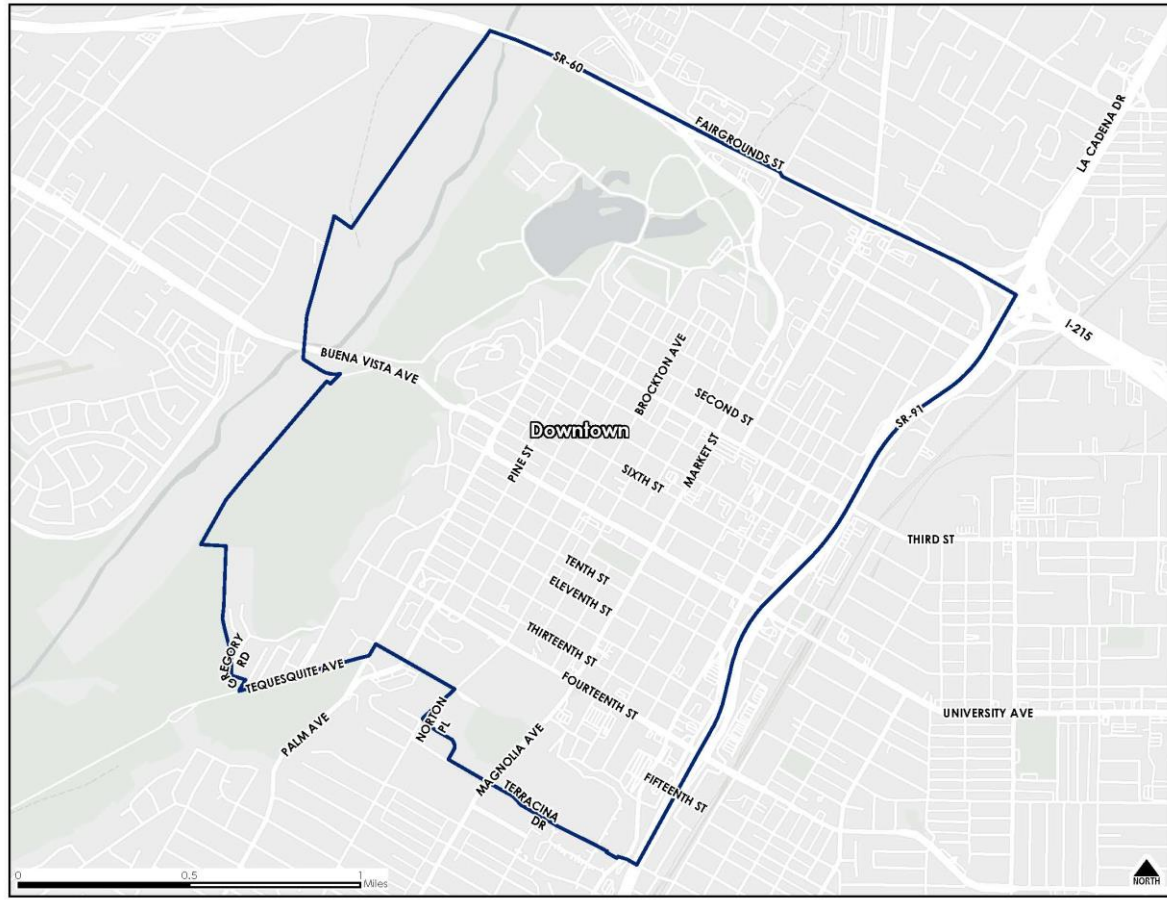 SR-60
FAIRGROUNDS ST
LA CADENA DR
I-215
BUENA VISTA AVE
BROCKTON AVE
SECOND ST
SR-91
Downtown
MARKET ST
PINE ST
SIXTH ST
THIRD ST
TENTH ST
ELEVENTH ST
THIRTEENTH ST
GREGORY
RD
TEQUESQUITE AVE
FOURTEENTH ST
UNIVERSITY AVE
PALM AVE
NORTON
PL
MAGNOLIA AVE
FIFTEENTH ST
TERRACINA
DR
0 0.5 1
Miles
NORTH